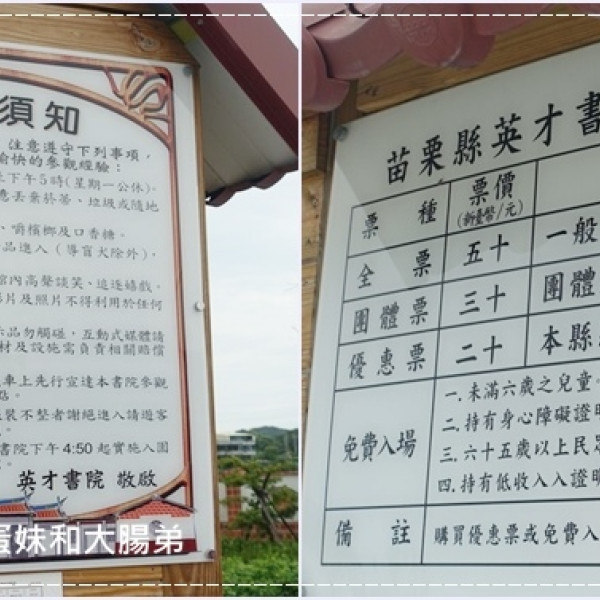 須知
注意遵守下列事項，
愉快的參觀經驗：
下午5時(星期一公休)。
意丟棄菸蒂、垃圾或隨地
、嚼檳榔及口香糖。
品進入（導盲犬除外），
館內高聲談笑、追逐嬉戲。
影片及照片不得利用於任何
示品勿觸碰，互動式媒體請
材及設施需負責相關賠償
車上先行宣達本書院參觀
點。
裝不整者謝絕進入請遊客
書院下午4:50起實施入園
英才書院 敬啟
妹和大腸弟
苗栗縣英才書
票種 票價(新臺幣/元)
全票 五十 一般
團體票 三十 團體
優惠票 二十 本縣
免費入場
一.未滿六歲之兒童。
二.持有身心障礙證明
三.六十五歲以上民眾
四.持有低收入入證明
備註 購買優惠票或免費入